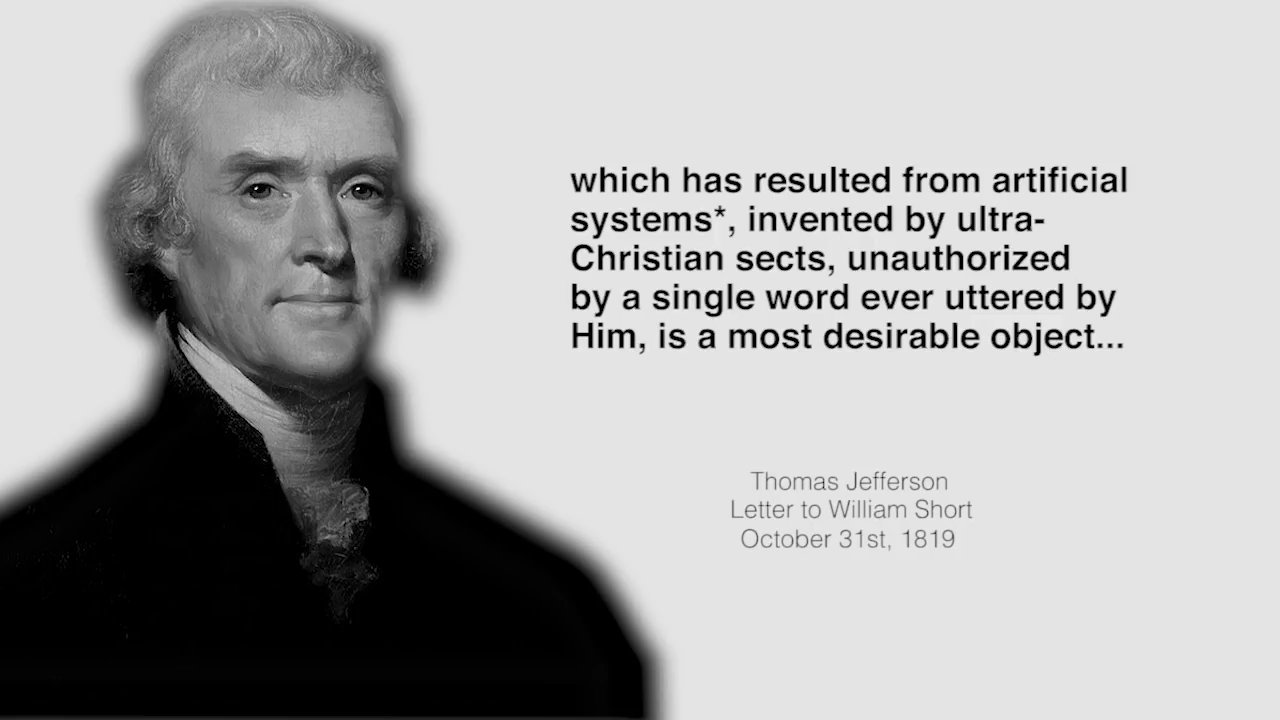 which has resulted from artificial
systems*, invented by ultra-
Christian sects, unauthorized
by a single word ever uttered by
Him, is a most desirable object...
Thomas Jefferson
Letter to William Short
October 31st, 1819